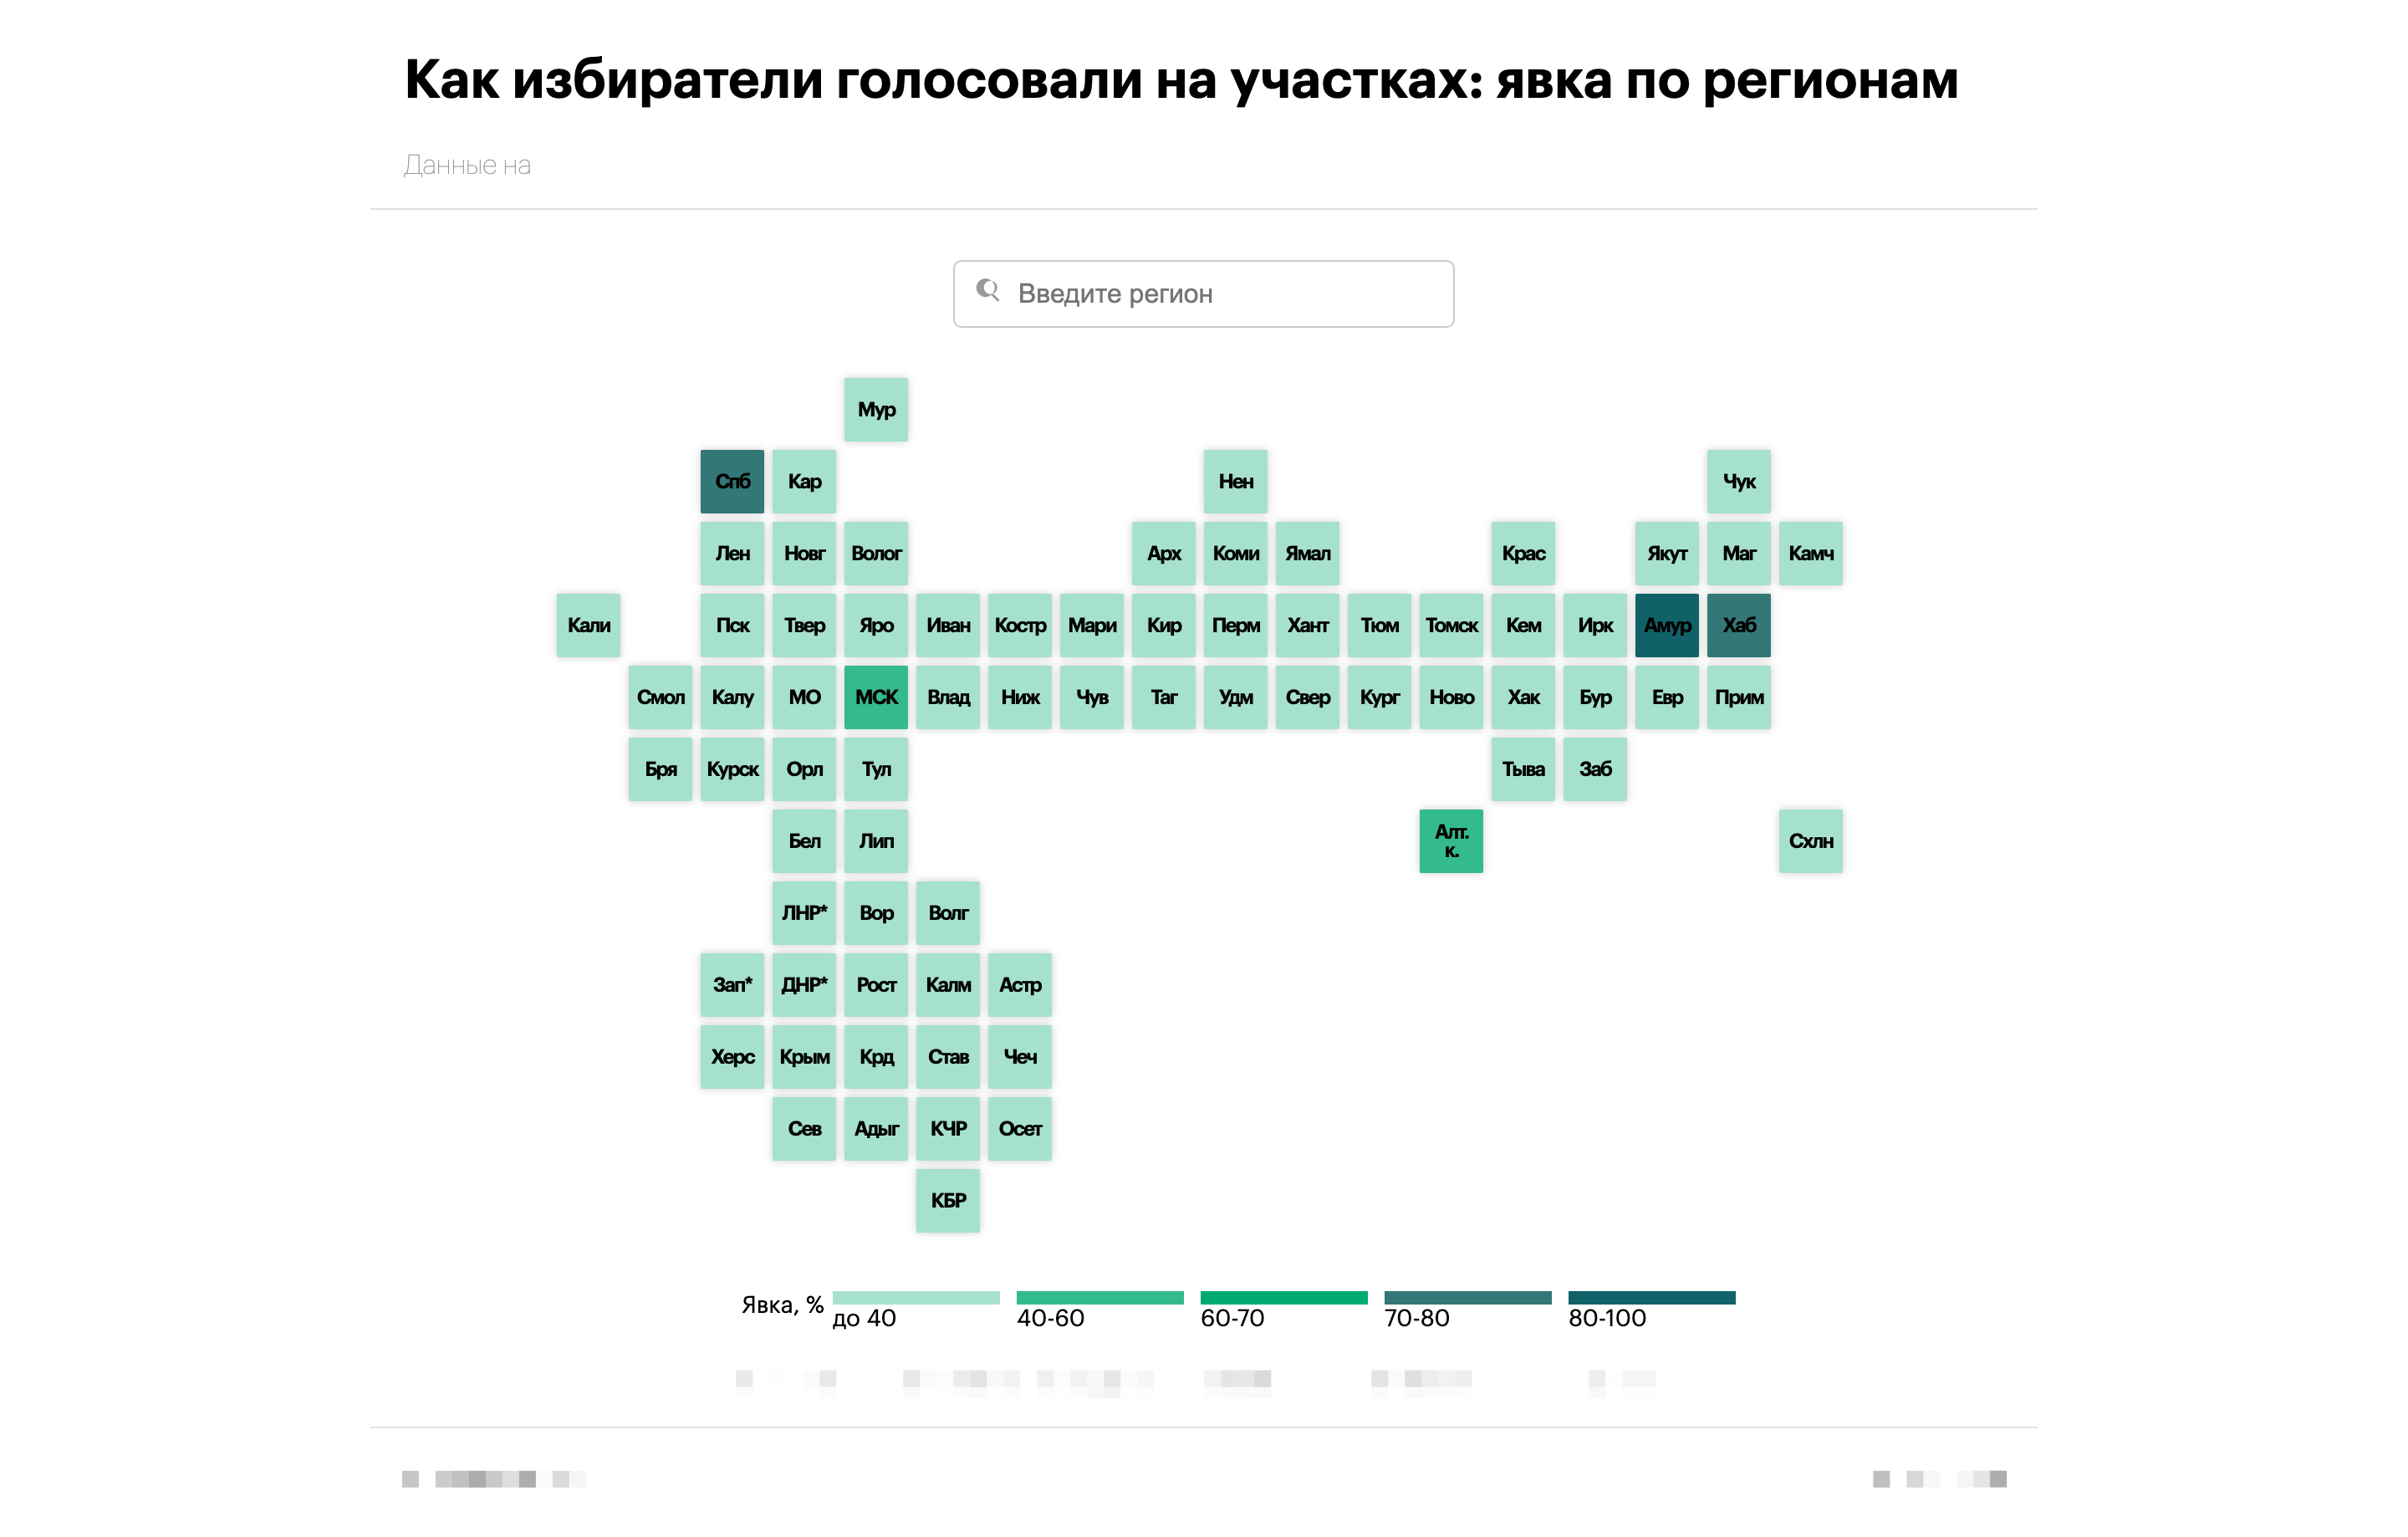 Как избиратели голосовали на участках: явка по регионам
Данные на
Введите регион
Мур
Спб Кар Нен Чук
Лен Новг Волог Арх Коми Ямал Крас Якут Маг Камч
Кали Пск Твер Яро Иван Костр Мари Кир Перм Хант Тюм Томск Кем Ирк Амур Хаб
Смол Калу МО МСК Влад Ниж Чув Таг Удм Свер Кург Ново Хак Бур Евр Прим
Бря Курск Орл Тул Тыва Заб
Бел Лип Алт. к. Схлн
ЛНР* Вор Волг
Зап* ДНР* Рост Калм Астр
Херс Крым Крд Став Чеч
Сев Адыг КЧР Осет
КБР
Явка, %
до 40 40-60 60-70 70-80 80-100